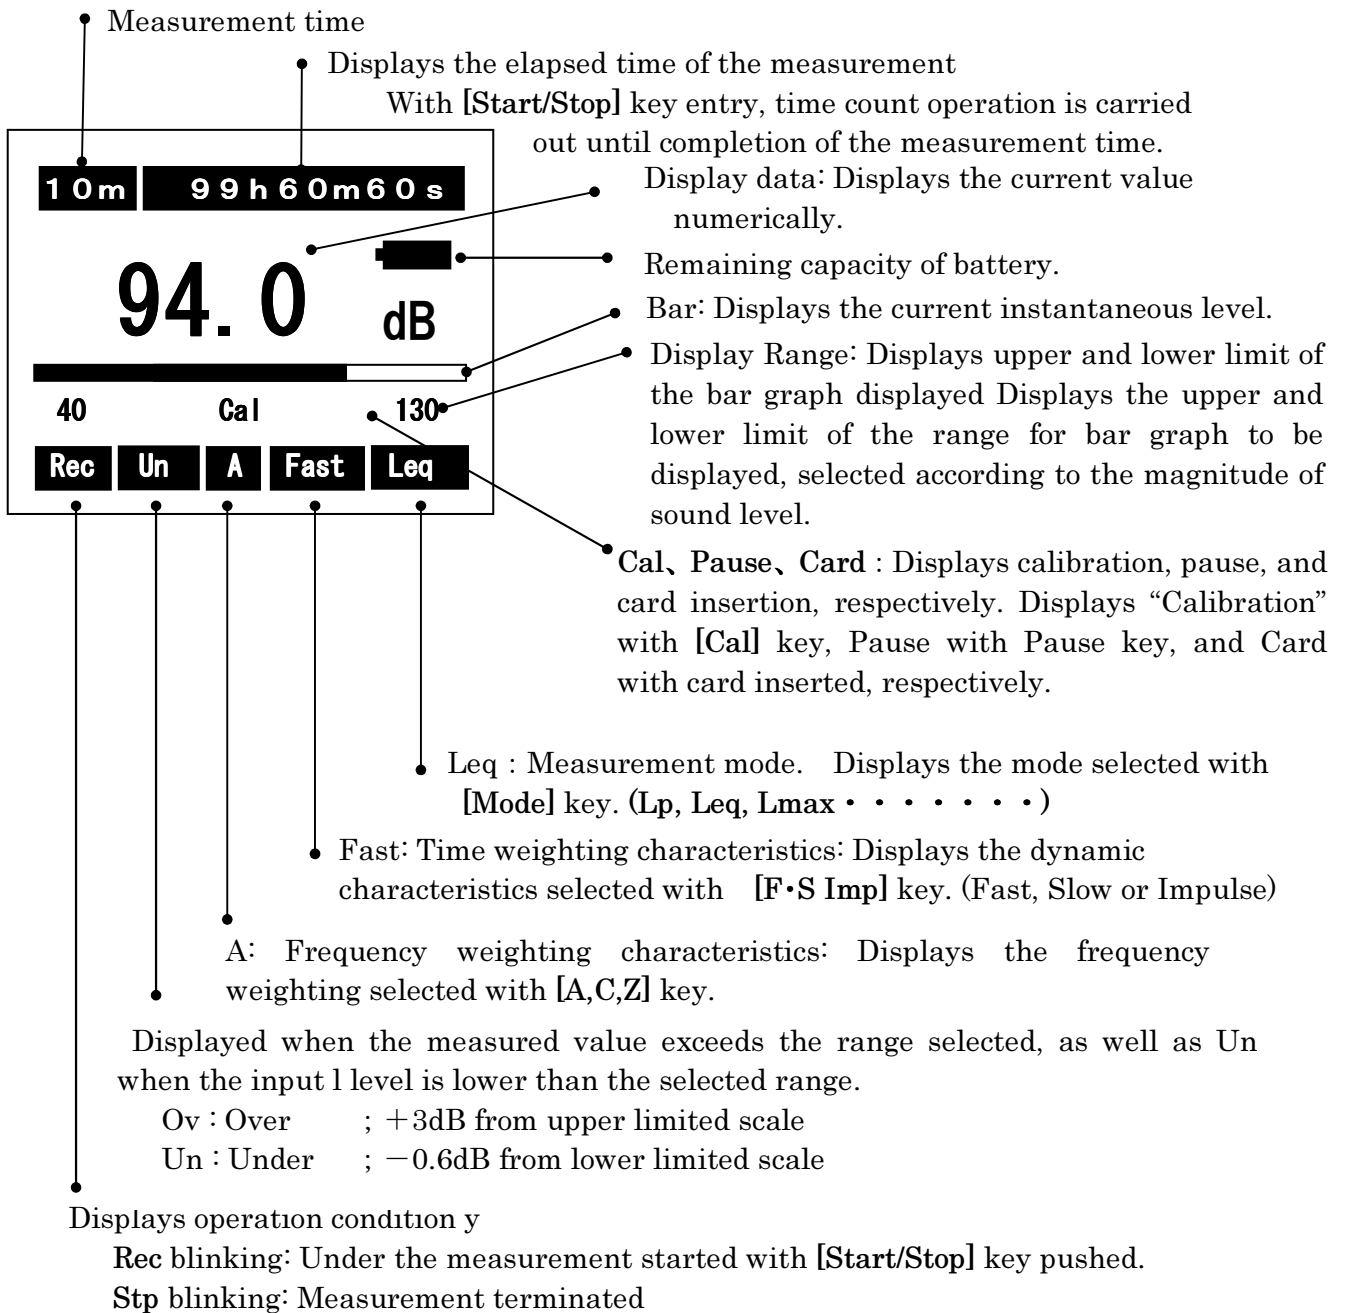 Measurement time
Displays the elapsed time of the measurement
With [Start/Stop] key entry, time count operation is carried
out until completion of the measurement time.
10m 99h60m60s
Display data: Displays the current value
numerically.
94.0 dB
Remaining capacity of battery.
Bar: Displays the current instantaneous level.
40 Cal 130
Display Range: Displays upper and lower limit of
the bar graph displayed Displays the upper and
lower limit of the range for bar graph to be
displayed, selected according to the magnitude of
sound level.
Rec Un A Fast Leq
Cal、Pause、Card : Displays calibration, pause, and
card insertion, respectively. Displays “Calibration”
with [Cal] key, Pause with Pause key, and Card
with card inserted, respectively.
Leq : Measurement mode. Displays the mode selected with
[Mode] key. (Lp, Leq, Lmax・・・・・・・)
Fast: Time weighting characteristics: Displays the dynamic
characteristics selected with [F・S Imp] key. (Fast, Slow or Impulse)
A: Frequency weighting characteristics: Displays the frequency
weighting selected with [A,C,Z] key.
Displayed when the measured value exceeds the range selected, as well as Un
when the input l level is lower than the selected range.
Ov : Over ; +3dB from upper limited scale
Un : Under ; -0.6dB from lower limited scale
Displays operation condition y
Rec blinking: Under the measurement started with [Start/Stop] key pushed.
Stp blinking: Measurement terminated